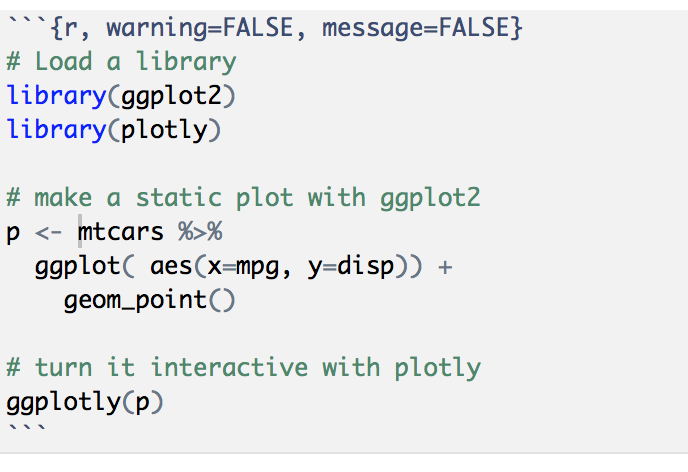 ```{r, warning=FALSE, message=FALSE}
# Load a library
library(ggplot2)
library(plotly)

# make a static plot with ggplot2
p <- mtcars %>%
  ggplot( aes(x=mpg, y=disp)) +
    geom_point()

# turn it interactive with plotly
ggplotly(p)
```